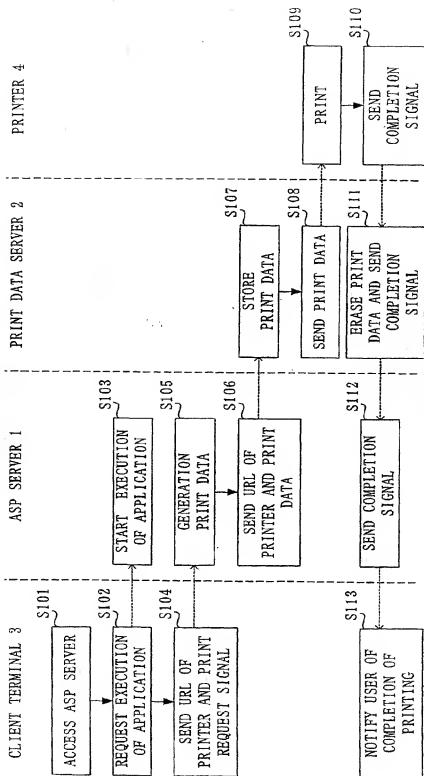 CLIENT TERMINAL 3
ASP SERVER 1
PRINT DATA SERVER 2
PRINTER 4
S101
ACCESS ASP SERVER
S102
REQUEST EXECUTION
OF APPLICATION
S103
START EXECUTION
OF APPLICATION
S104
SEND URL OF
PRINTER AND PRINT
REQUEST SIGNAL
S105
GENERATION
PRINT DATA
S106
SEND URL OF
PRINTER AND PRINT
DATA
S107
STORE
PRINT DATA
S108
SEND PRINT DATA
S109
PRINT
S110
SEND
COMPLETION
SIGNAL
S111
ERASE PRINT
DATA AND SEND
COMPLETION
SIGNAL
S112
SEND COMPLETION
SIGNAL
S113
NOTIFY USER OF
COMPLETION OF
PRINTING